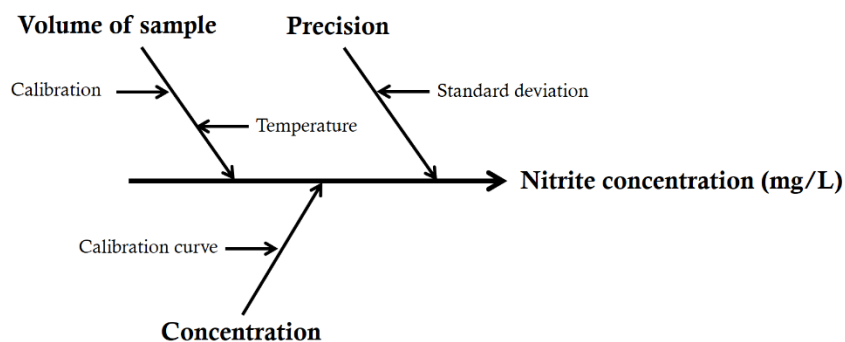 Volume of sample
Precision
Calibration
Standard deviation
Temperature
Nitrite concentration (mg/L)
Calibration curve
Concentration